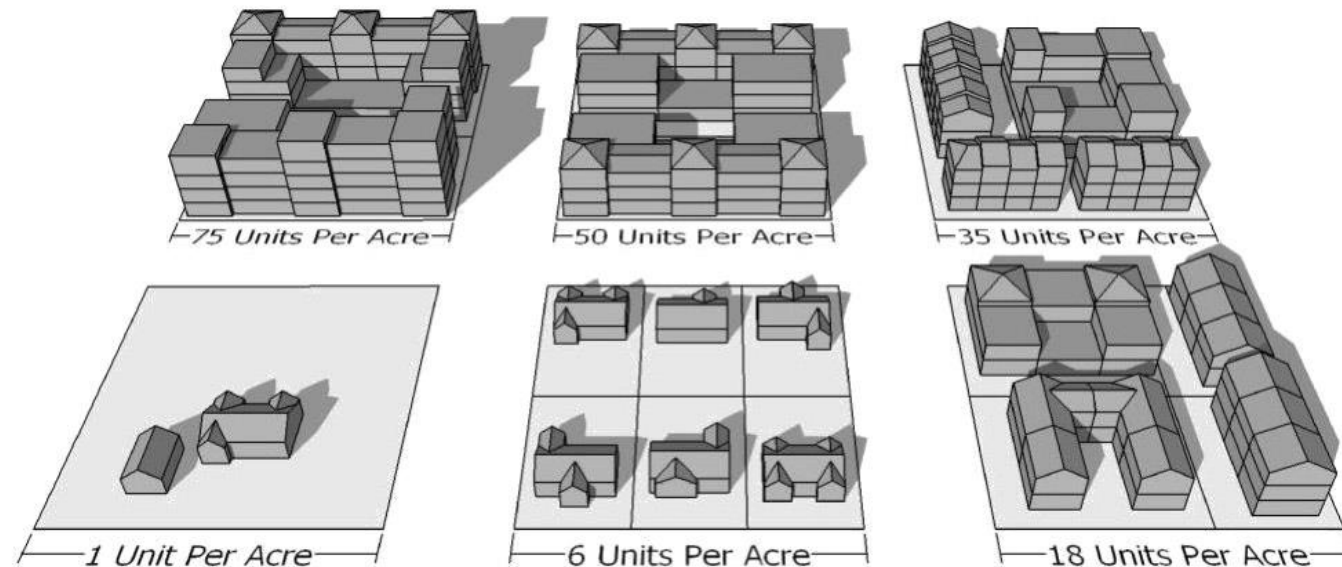 75 Units Per Acre
50 Units Per Acre
35 Units Per Acre
1 Unit Per Acre
6 Units Per Acre
18 Units Per Acre